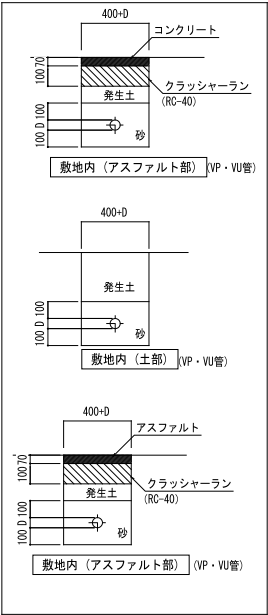 400+D
コンクリート
100 70
クラッシャーラン
(RC-40)
発生土
100 D 100
砂
敷地内（アスファルト部） (VP・VU管)
400+D
発生土
100 D 100
砂
敷地内（土部） (VP・VU管)
400+D
アスファルト
100 70
クラッシャーラン
(RC-40)
発生土
100 D 100
砂
敷地内（アスファルト部） (VP・VU管)